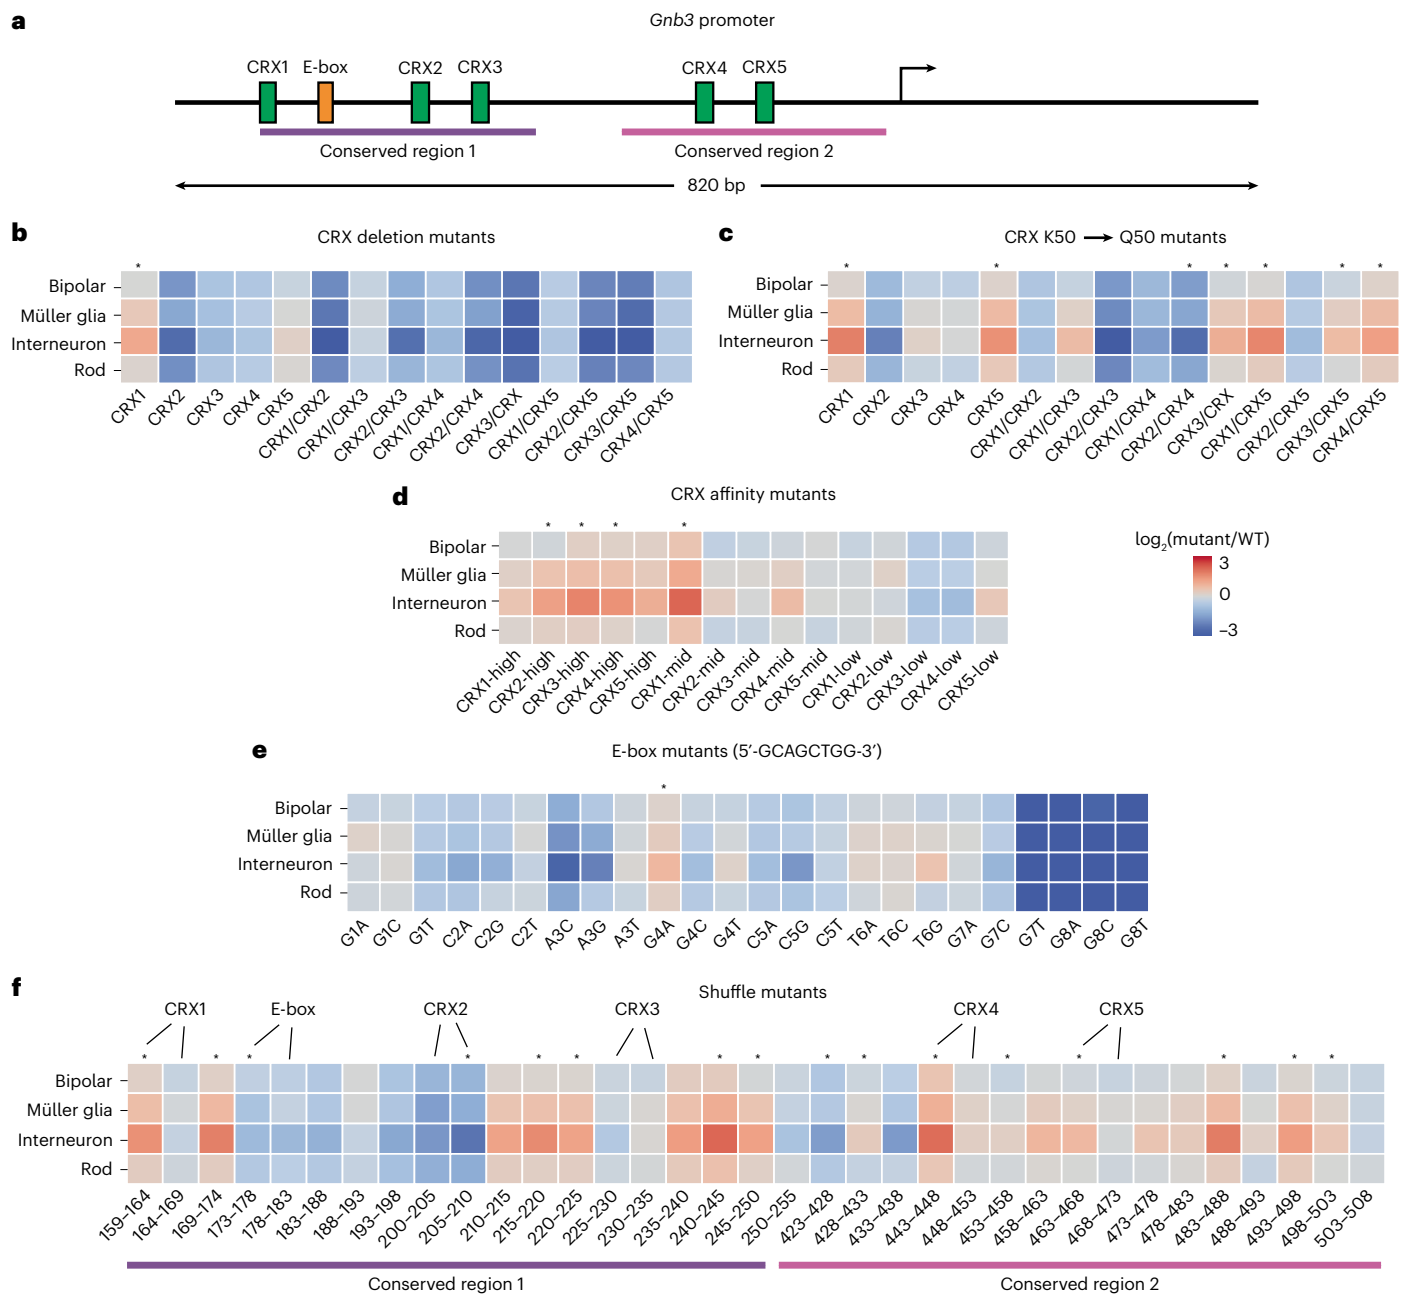 a
Gnb3 promoter
CRX1 E-box CRX2 CRX3 CRX4 CRX5
Conserved region 1 Conserved region 2
820 bp
b
CRX deletion mutants
Bipolar
Müller glia
Interneuron
Rod
CRX1 CRX2 CRX3 CRX4 CRX5 CRX1/CRX2 CRX1/CRX3 CRX2/CRX3 CRX1/CRX4 CRX2/CRX4 CRX3/CRX CRX1/CRX5 CRX2/CRX5 CRX3/CRX5 CRX4/CRX5
*
c
CRX K50 → Q50 mutants
* * * * * * *
Bipolar
Müller glia
Interneuron
Rod
CRX1 CRX2 CRX3 CRX4 CRX5 CRX1/CRX2 CRX1/CRX3 CRX2/CRX3 CRX1/CRX4 CRX2/CRX4 CRX3/CRX CRX1/CRX5 CRX2/CRX5 CRX3/CRX5 CRX4/CRX5
d
CRX affinity mutants
* * * *
Bipolar
Müller glia
Interneuron
Rod
CRX1-high CRX2-high CRX3-high CRX4-high CRX5-high CRX1-mid CRX2-mid CRX3-mid CRX4-mid CRX5-mid CRX1-low CRX2-low CRX3-low CRX4-low CRX5-low
log2(mutant/WT)
3
0
−3
e
E-box mutants (5′-GCAGCTGG-3′)
*
Bipolar
Müller glia
Interneuron
Rod
G1A G1C G1T C2A C2G C2T A3C A3G A3T G4A G4C G4T C5A C5G C5T T6A T6C T6G G7A G7C G7T G8A G8C G8T
f
Shuffle mutants
CRX1 E-box CRX2 CRX3 CRX4 CRX5
* * * * * * * * * * * * * * * *
Bipolar
Müller glia
Interneuron
Rod
159–164 164–169 169–174 173–178 178–183 183–188 188–193 193–198 200–205 205–210 210–215 215–220 220–225 225–230 230–235 235–240 240–245 245–250 250–255 423–428 428–433 433–438 443–448 448–453 453–458 458–463 463–468 468–473 473–478 478–483 483–488 488–493 493–498 498–503 503–508
Conserved region 1 Conserved region 2